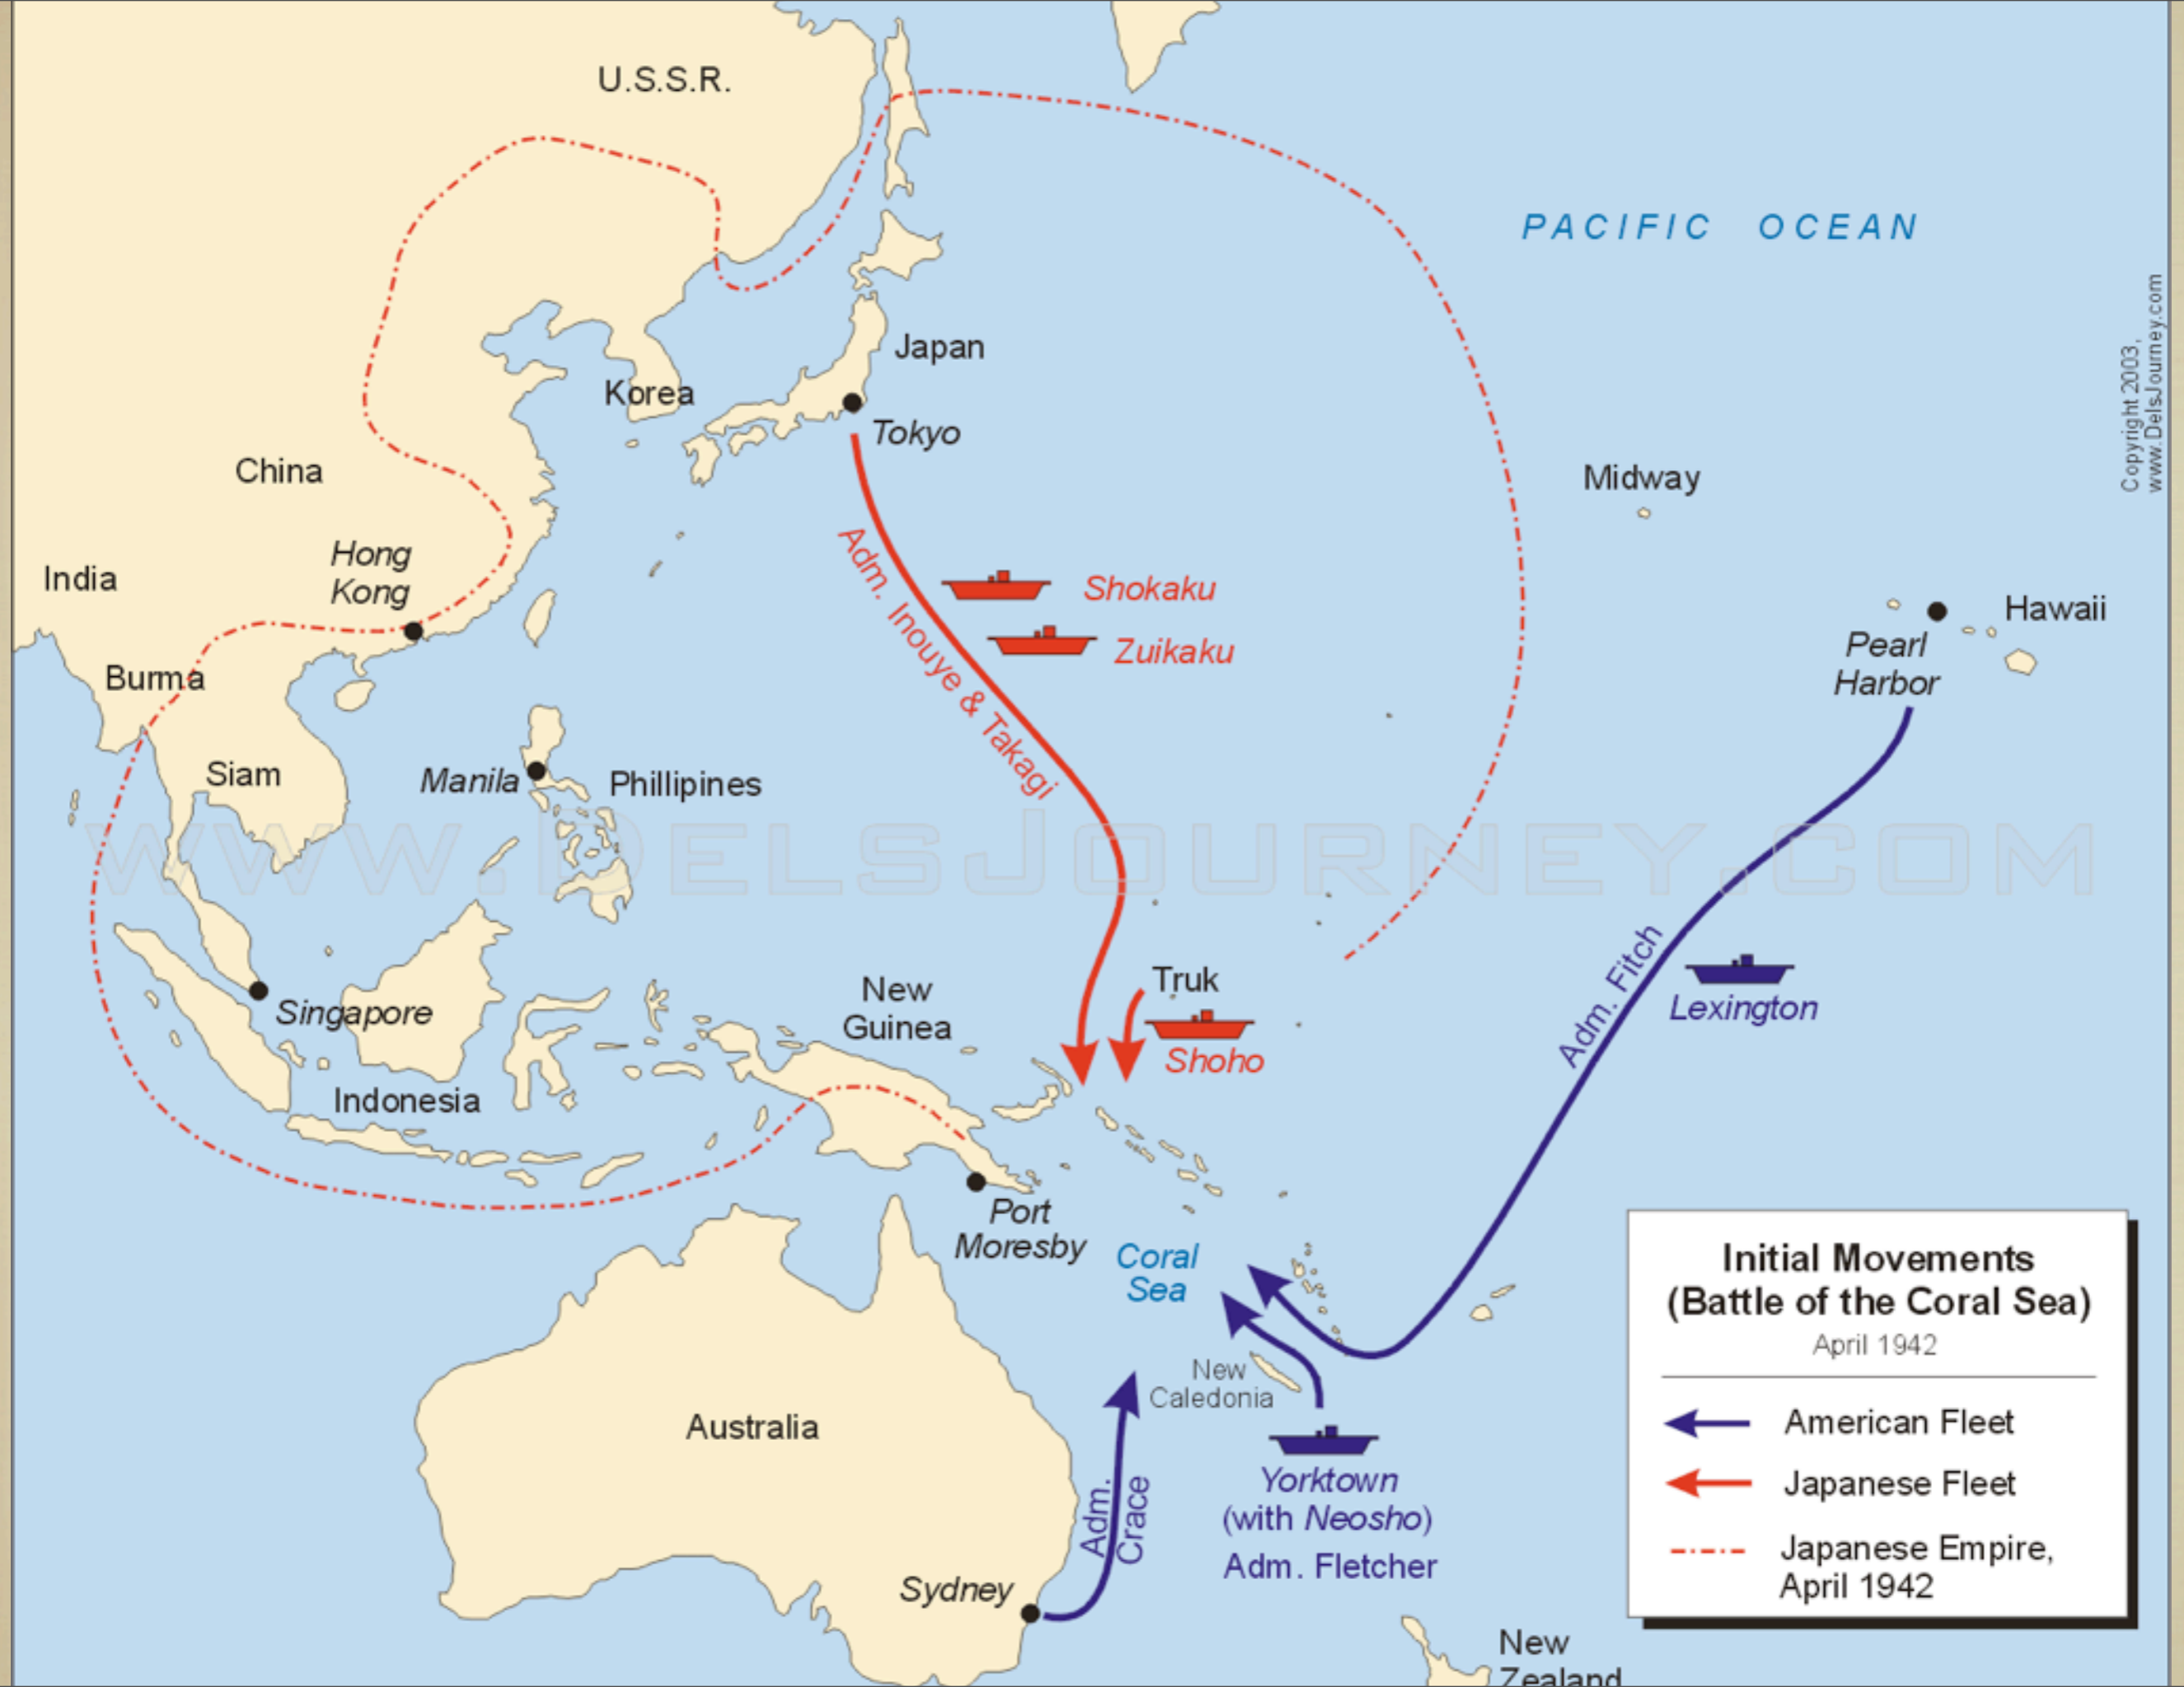 U.S.S.R.
PACIFIC OCEAN
Copyright 2003,
www.DelsJourney.com
Japan
Korea
Tokyo
China
Midway
Hong
Kong
India
Adm. Inouye & Takagi
Shokaku
Zuikaku
Hawaii
Pearl
Harbor
Burma
Siam
Manila
Phillipines
www.DelsJourney.com
Adm. Fitch
Lexington
Truk
Shoho
New
Guinea
Singapore
Indonesia
Port
Moresby
Coral
Sea
New
Caledonia
Australia
Adm.
Crace
Yorktown
(with Neosho)
Adm. Fletcher
Sydney
New
Zealand
Initial Movements
(Battle of the Coral Sea)
April 1942
American Fleet
Japanese Fleet
Japanese Empire,
April 1942